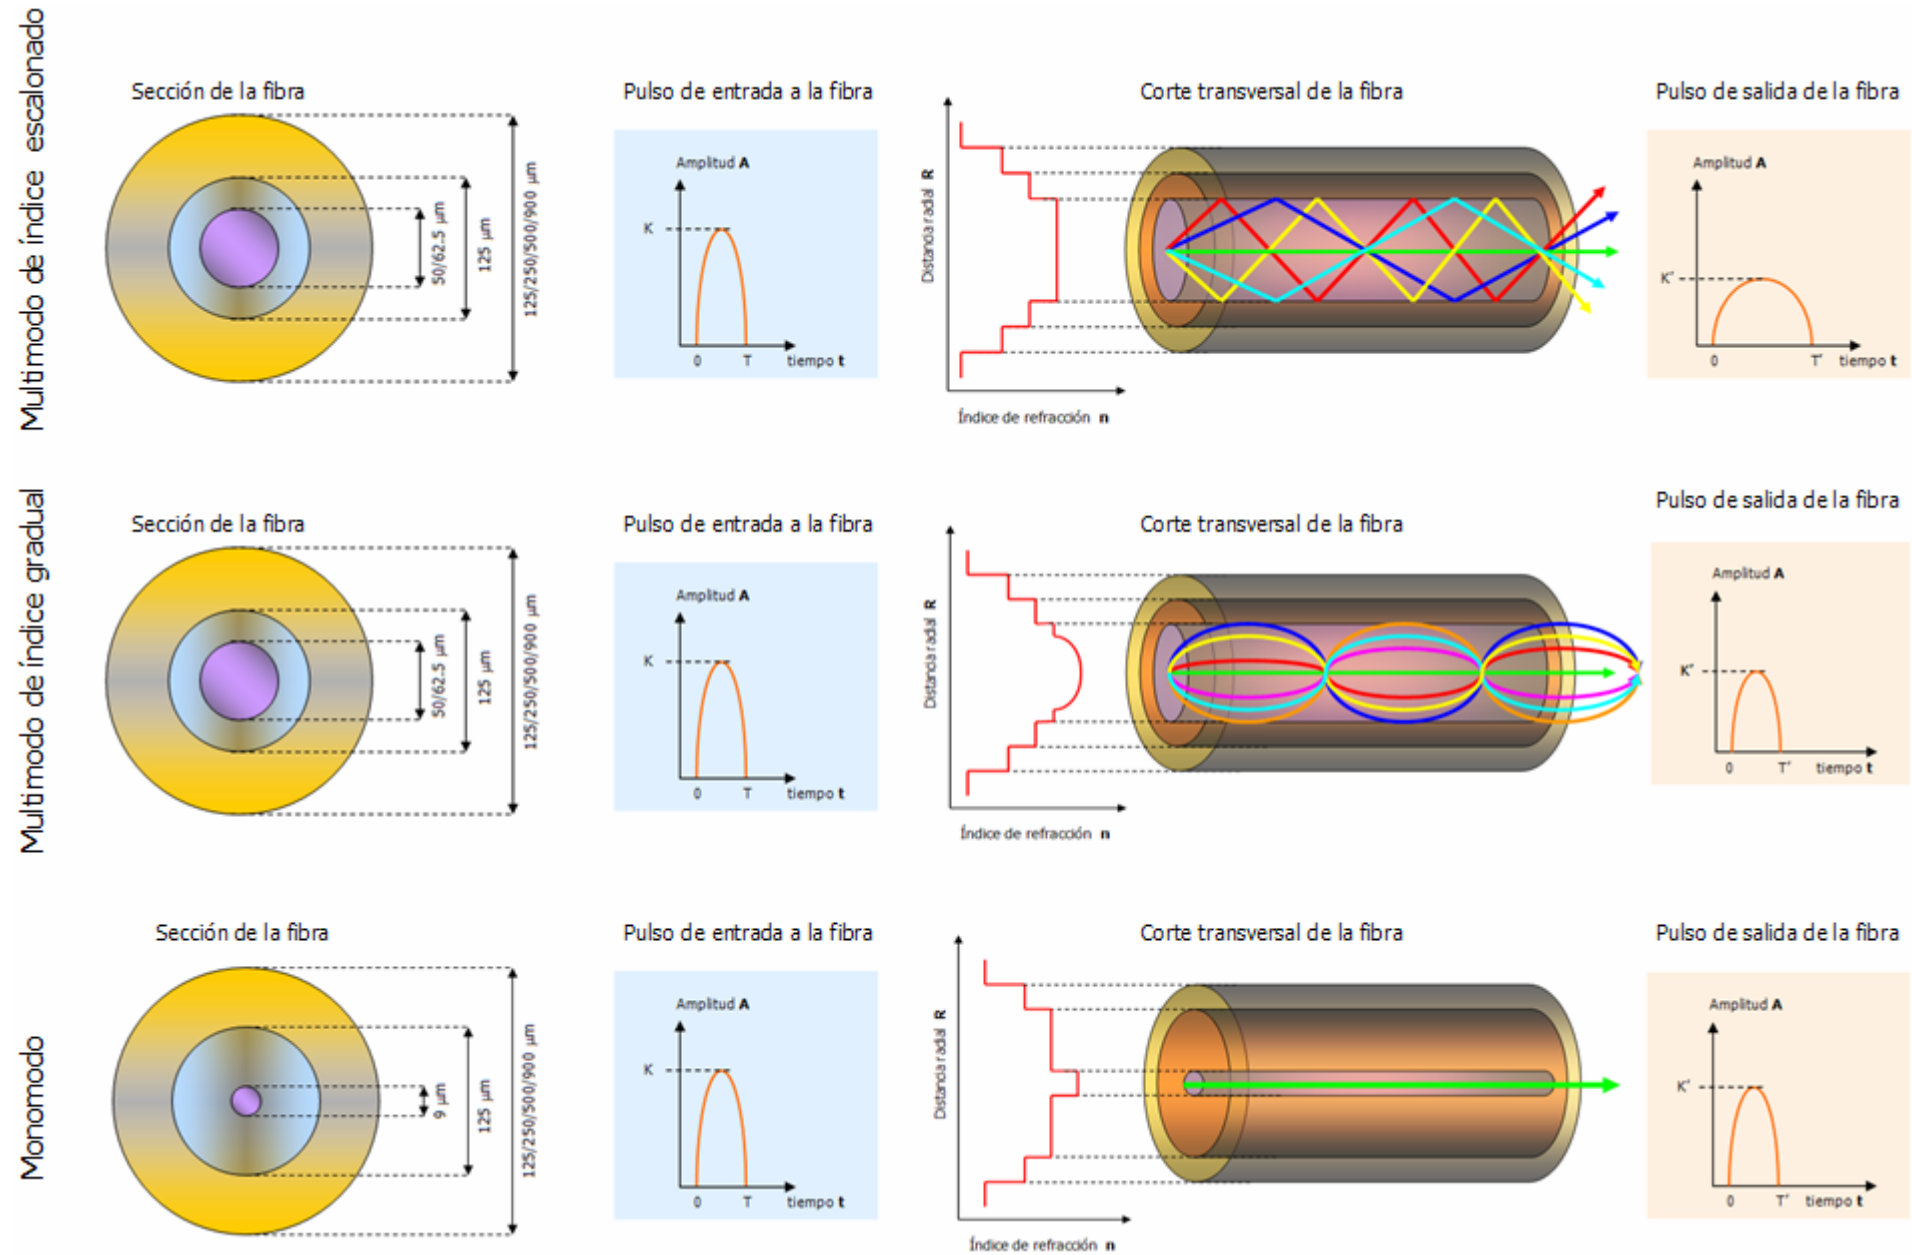 Multimodo de índice escalonado
Sección de la fibra
50/62.5 µm
125 µm
125/250/500/900 µm
Pulso de entrada a la fibra
Amplitud A
K
0
T
tiempo t
Corte transversal de la fibra
Distancia radial R
Índice de refracción n
Pulso de salida de la fibra
Amplitud A
K'
0
T'
tiempo t
Multimodo de índice gradual
Sección de la fibra
50/62.5 µm
125 µm
125/250/500/900 µm
Pulso de entrada a la fibra
Amplitud A
K
0
T
tiempo t
Corte transversal de la fibra
Distancia radial R
Índice de refracción n
Pulso de salida de la fibra
Amplitud A
K'
0
T'
tiempo t
Monomodo
Sección de la fibra
9 µm
125 µm
125/250/500/900 µm
Pulso de entrada a la fibra
Amplitud A
K
0
T
tiempo t
Corte transversal de la fibra
Distancia radial R
Índice de refracción n
Pulso de salida de la fibra
Amplitud A
K'
0
T'
tiempo t